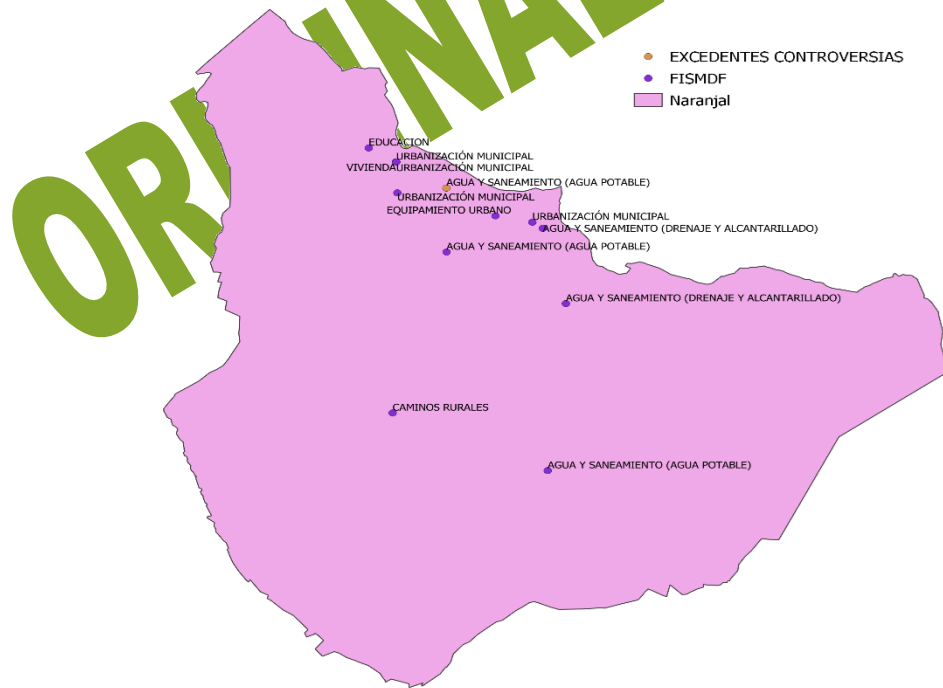 ORIGINAL
EXCEDENTES CONTROVERSIAS
FISMDF
Naranjal
EDUCACION
URBANIZACIÓN MUNICIPAL
VIVIENDAURBANIZACIÓN MUNICIPAL
AGUA Y SANEAMIENTO (AGUA POTABLE)
URBANIZACIÓN MUNICIPAL
EQUIPAMIENTO URBANO
URBANIZACIÓN MUNICIPAL
AGUA Y SANEAMIENTO (DRENAJE Y ALCANTARILLADO)
AGUA Y SANEAMIENTO (AGUA POTABLE)
AGUA Y SANEAMIENTO (DRENAJE Y ALCANTARILLADO)
CAMINOS RURALES
AGUA Y SANEAMIENTO (AGUA POTABLE)